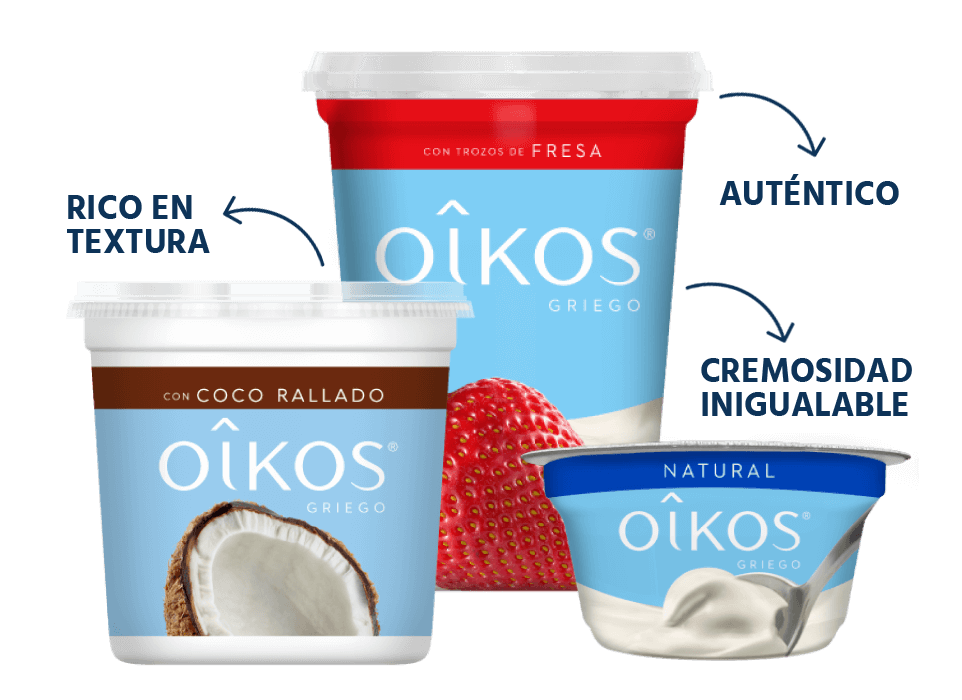 CON TROZOS DE FRESA
OÎKOS®
GRIEGO
AUTÉNTICO
RICO EN
TEXTURA
CREMOSIDAD
INIGUALABLE
CON COCO RALLADO
OÎKOS®
GRIEGO
NATURAL
OÎKOS®
GRIEGO